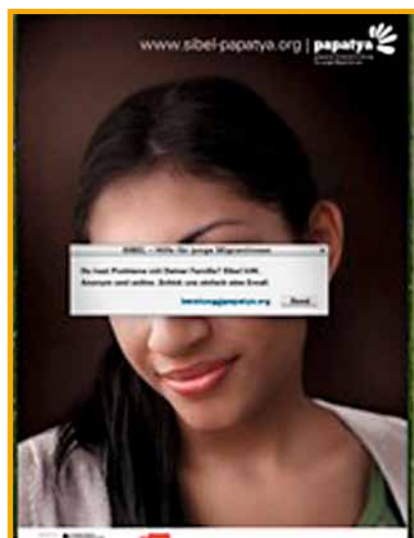 www.sibel-papatya.org | papatya
SIBEL – Hilfe für junge Migrantinnen
Du hast Probleme mit Deiner Familie? Sibel hilft.
Anonym und online. Schick uns einfach eine Email.
beratung@papatya.org Send